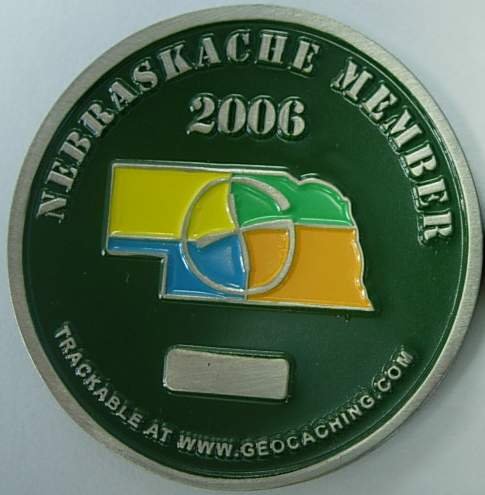 NEBRASKACHE MEMBER
2006
TRACKABLE AT WWW.GEOCACHING.COM